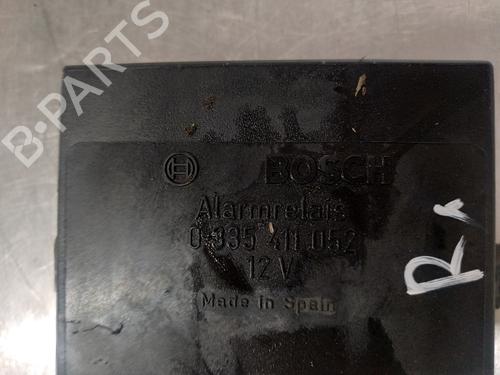 B-PARTS
BOSCH
Alarmrelais
0 335 411 052
12 V
Made in Spain